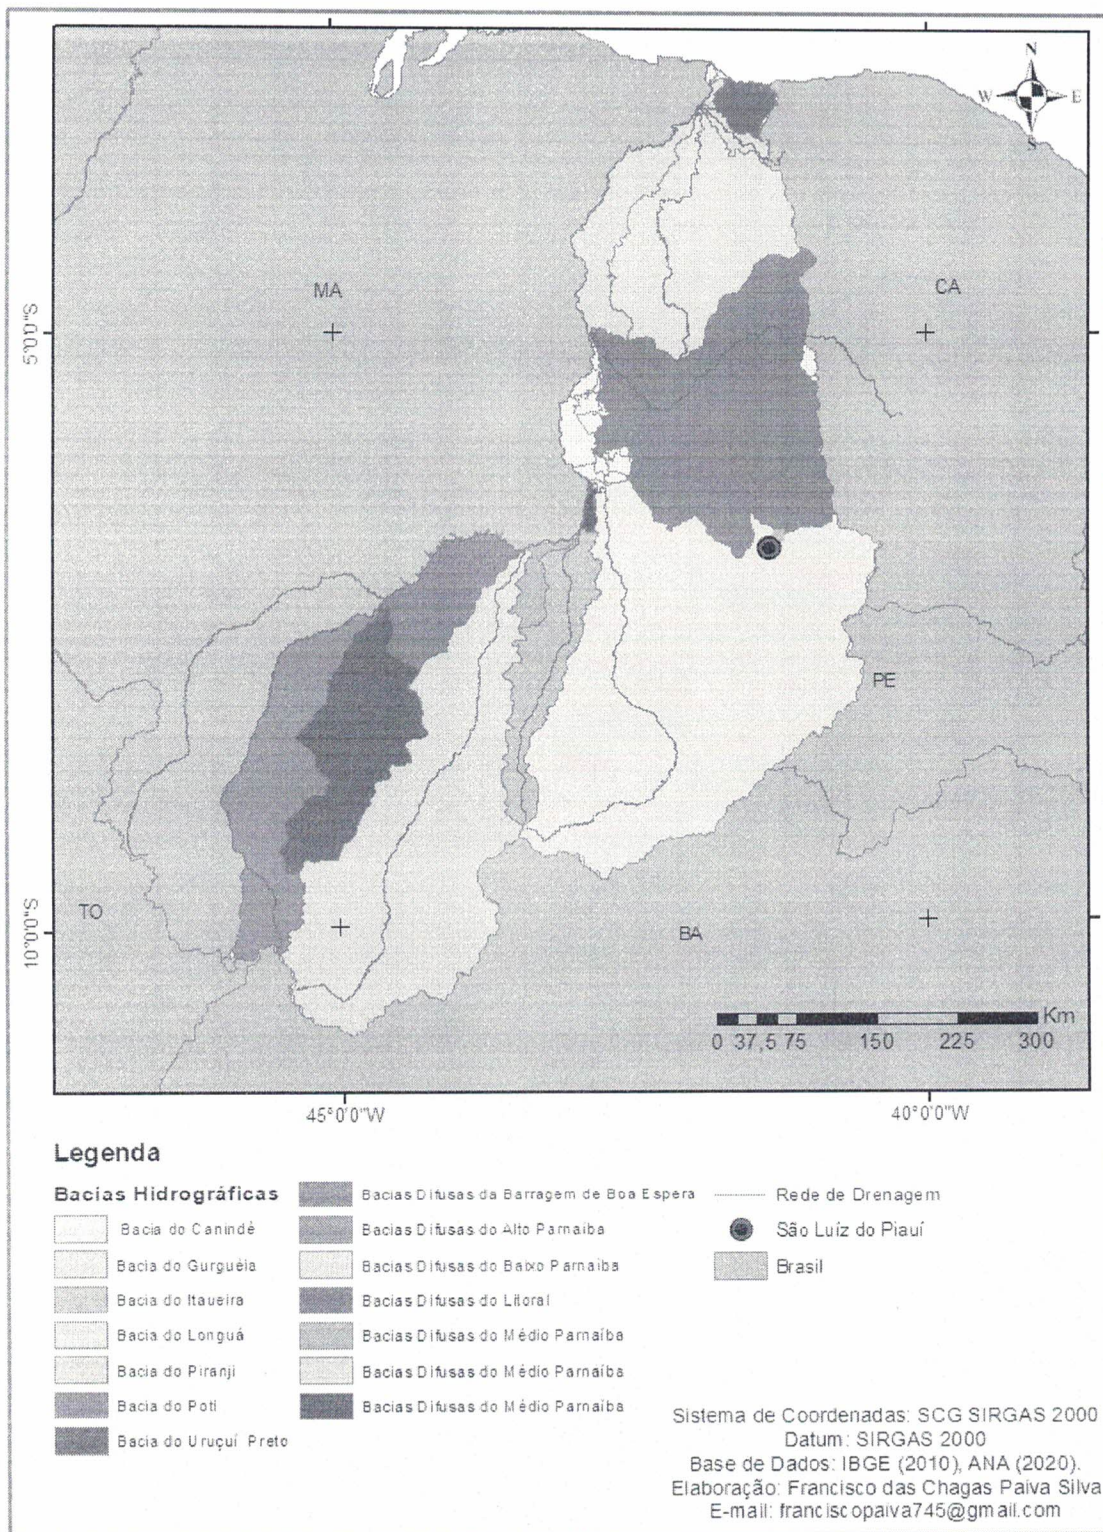 N
W
E
S
MA
CA
5°0'0"S
PE
TO
BA
10°0'0"S
Km
0 37,5 75 150 225 300
45°0'0"W
40°0'0"W
Legenda
Bacias Hidrográficas
Bacia do Canindé
Bacia do Gurguéia
Bacia do Itaueira
Bacia do Longuá
Bacia do Piranji
Bacia do Poti
Bacia do Uruçuí Preto
Bacias Difusas da Barragem de Boa Espera
Bacias Difusas do Alto Parnaíba
Bacias Difusas do Baixo Parnaíba
Bacias Difusas do Litoral
Bacias Difusas do Médio Parnaíba
Bacias Difusas do Médio Parnaíba
Bacias Difusas do Médio Parnaíba
Rede de Drenagem
São Luíz do Piauí
Brasil
Sistema de Coordenadas: SCG SIRGAS 2000
Datum: SIRGAS 2000
Base de Dados: IBGE (2010), ANA (2020).
Elaboração: Francisco das Chagas Paiva Silva
E-mail: franciscopaiva745@gmail.com